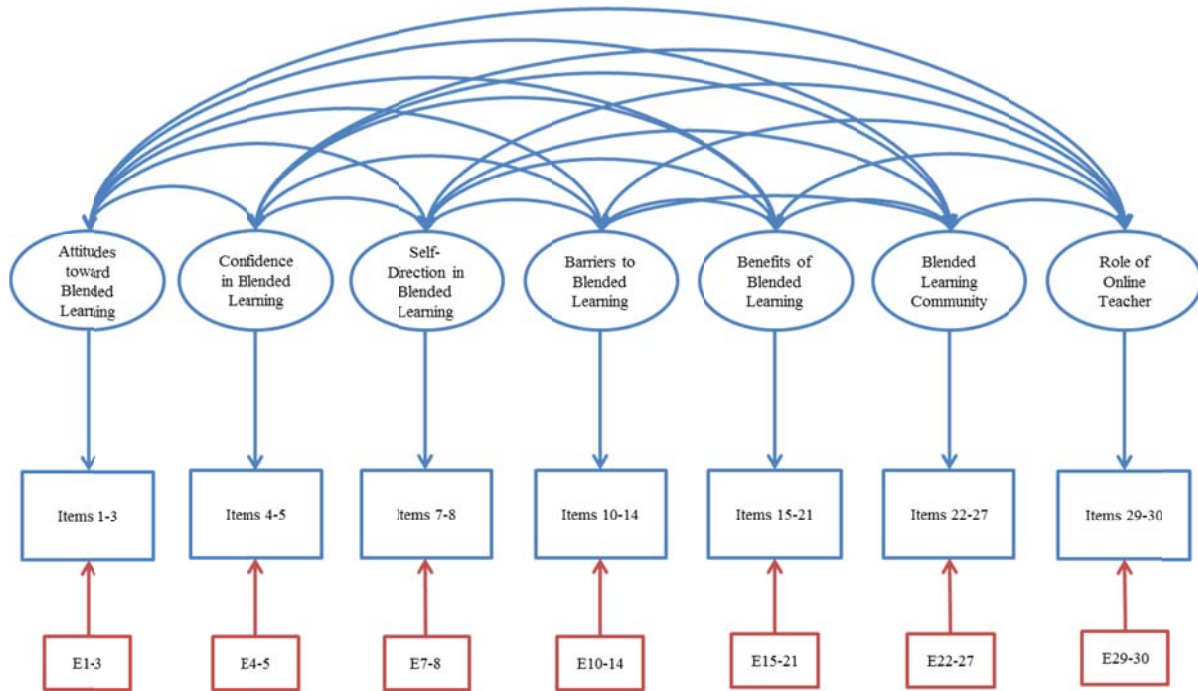 Attitudes
toward
Blended
Learning
Confidence
in Blended
Learning
Self-
Direction in
Blended
Learning
Barriers to
Blended
Learning
Benefits of
Blended
Learning
Blended
Learning
Community
Role of
Online
Teacher
Items 1-3
Items 4-5
Items 7-8
Items 10-14
Items 15-21
Items 22-27
Items 29-30
E1-3
E4-5
E7-8
E10-14
E15-21
E22-27
E29-30